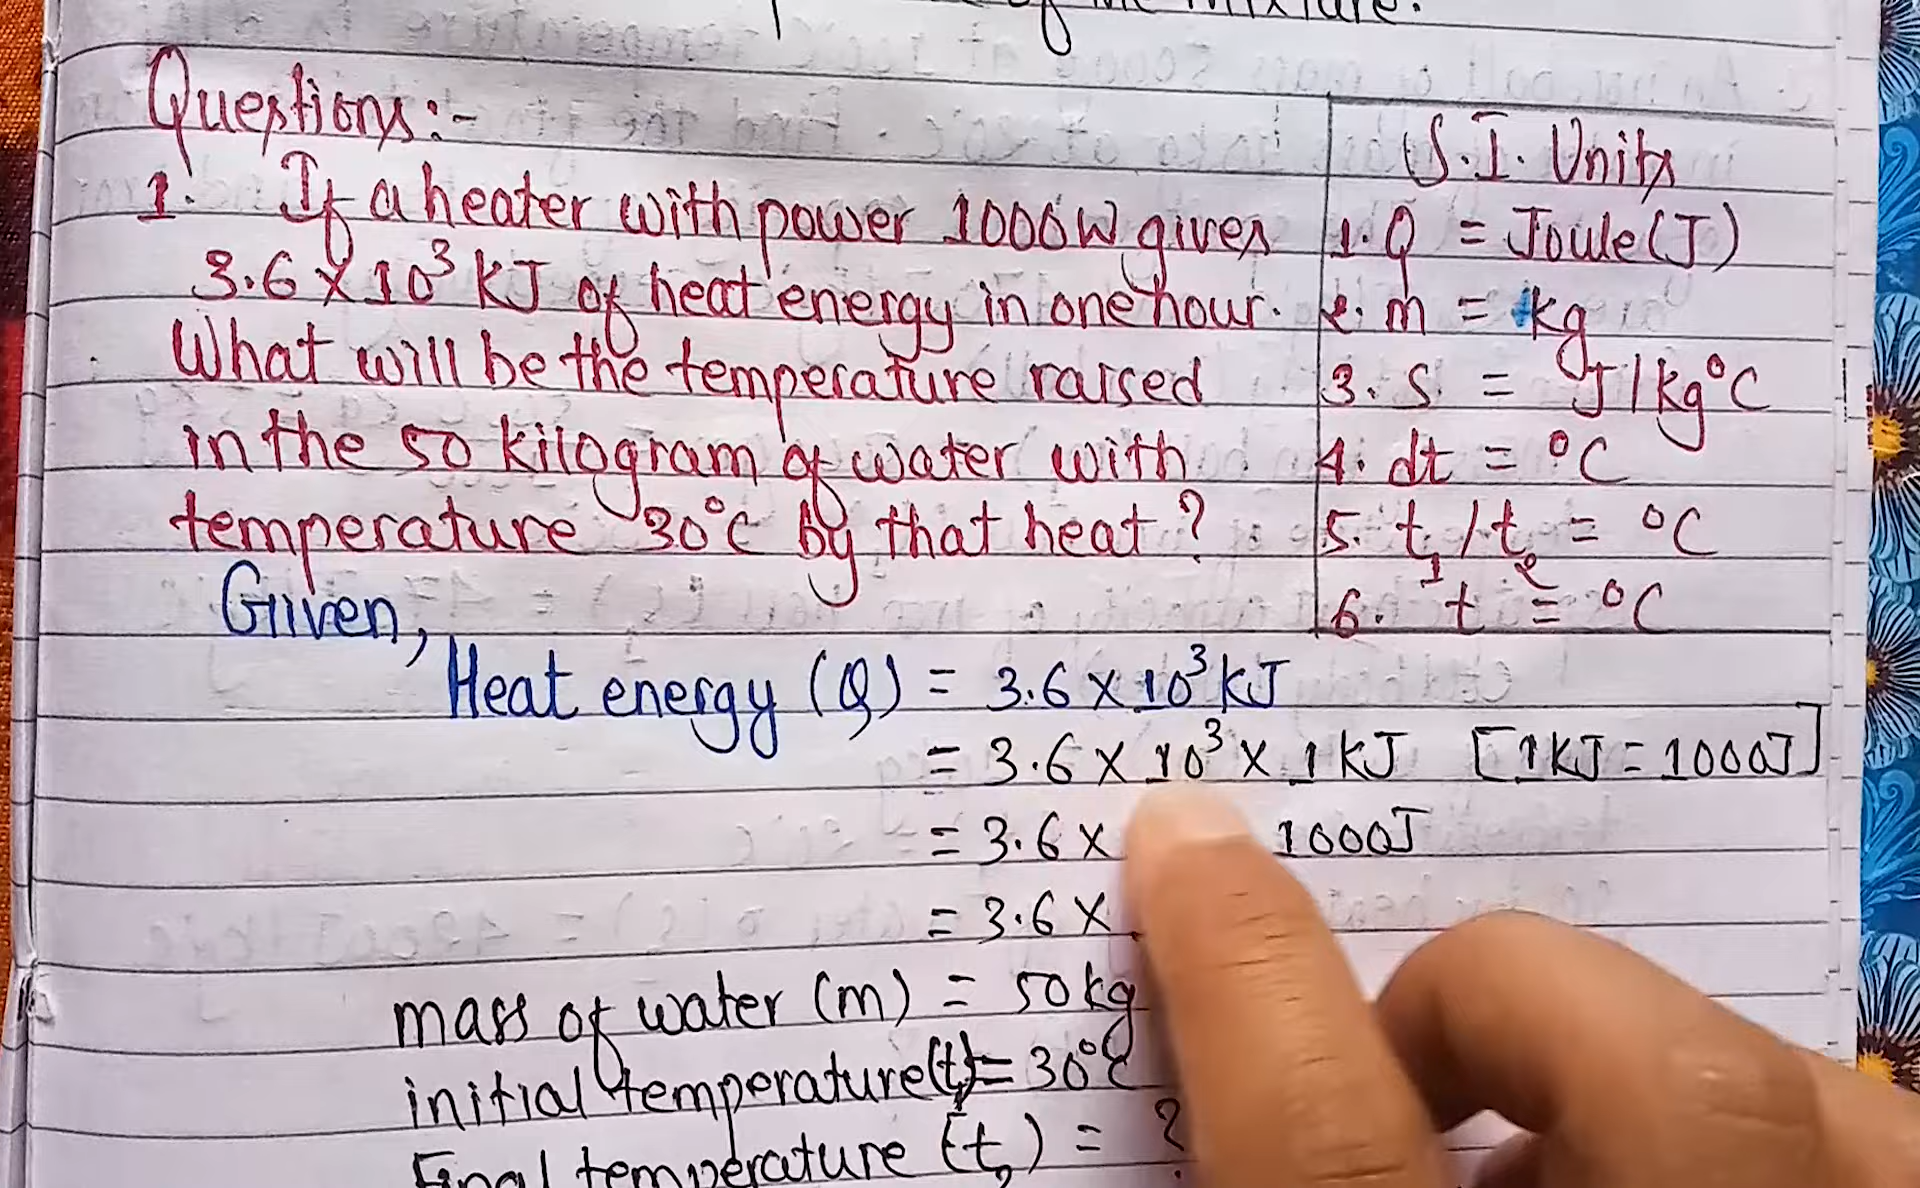 of the mixture.
Questions:-
1. If a heater with power 1000W gives
3.6 × 10³ KJ of heat energy in one hour.
What will be the temperature raised
in the 50 kilogram of water with
temperature 30°C by that heat?
S.I. Units
1. Q = Joule(J)
2. m = kg
3. s = J/kg°C
4. dt = °C
5. t₁/t₂ = °C
6. t = °C
Given,
Heat energy (Q) = 3.6 × 10³ KJ
= 3.6 × 10³ × 1 KJ [1KJ = 1000J]
= 3.6 × 1000J
= 3.6 ×
mass of water (m) = 50kg
initial temperature(t₁)= 30°C
Final temperature (t₂) = ?